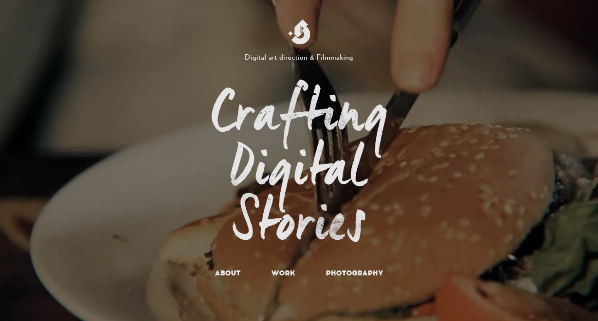 Digital art direction & Filmmaking
Crafting
Digital
Stories
ABOUT WORK PHOTOGRAPHY